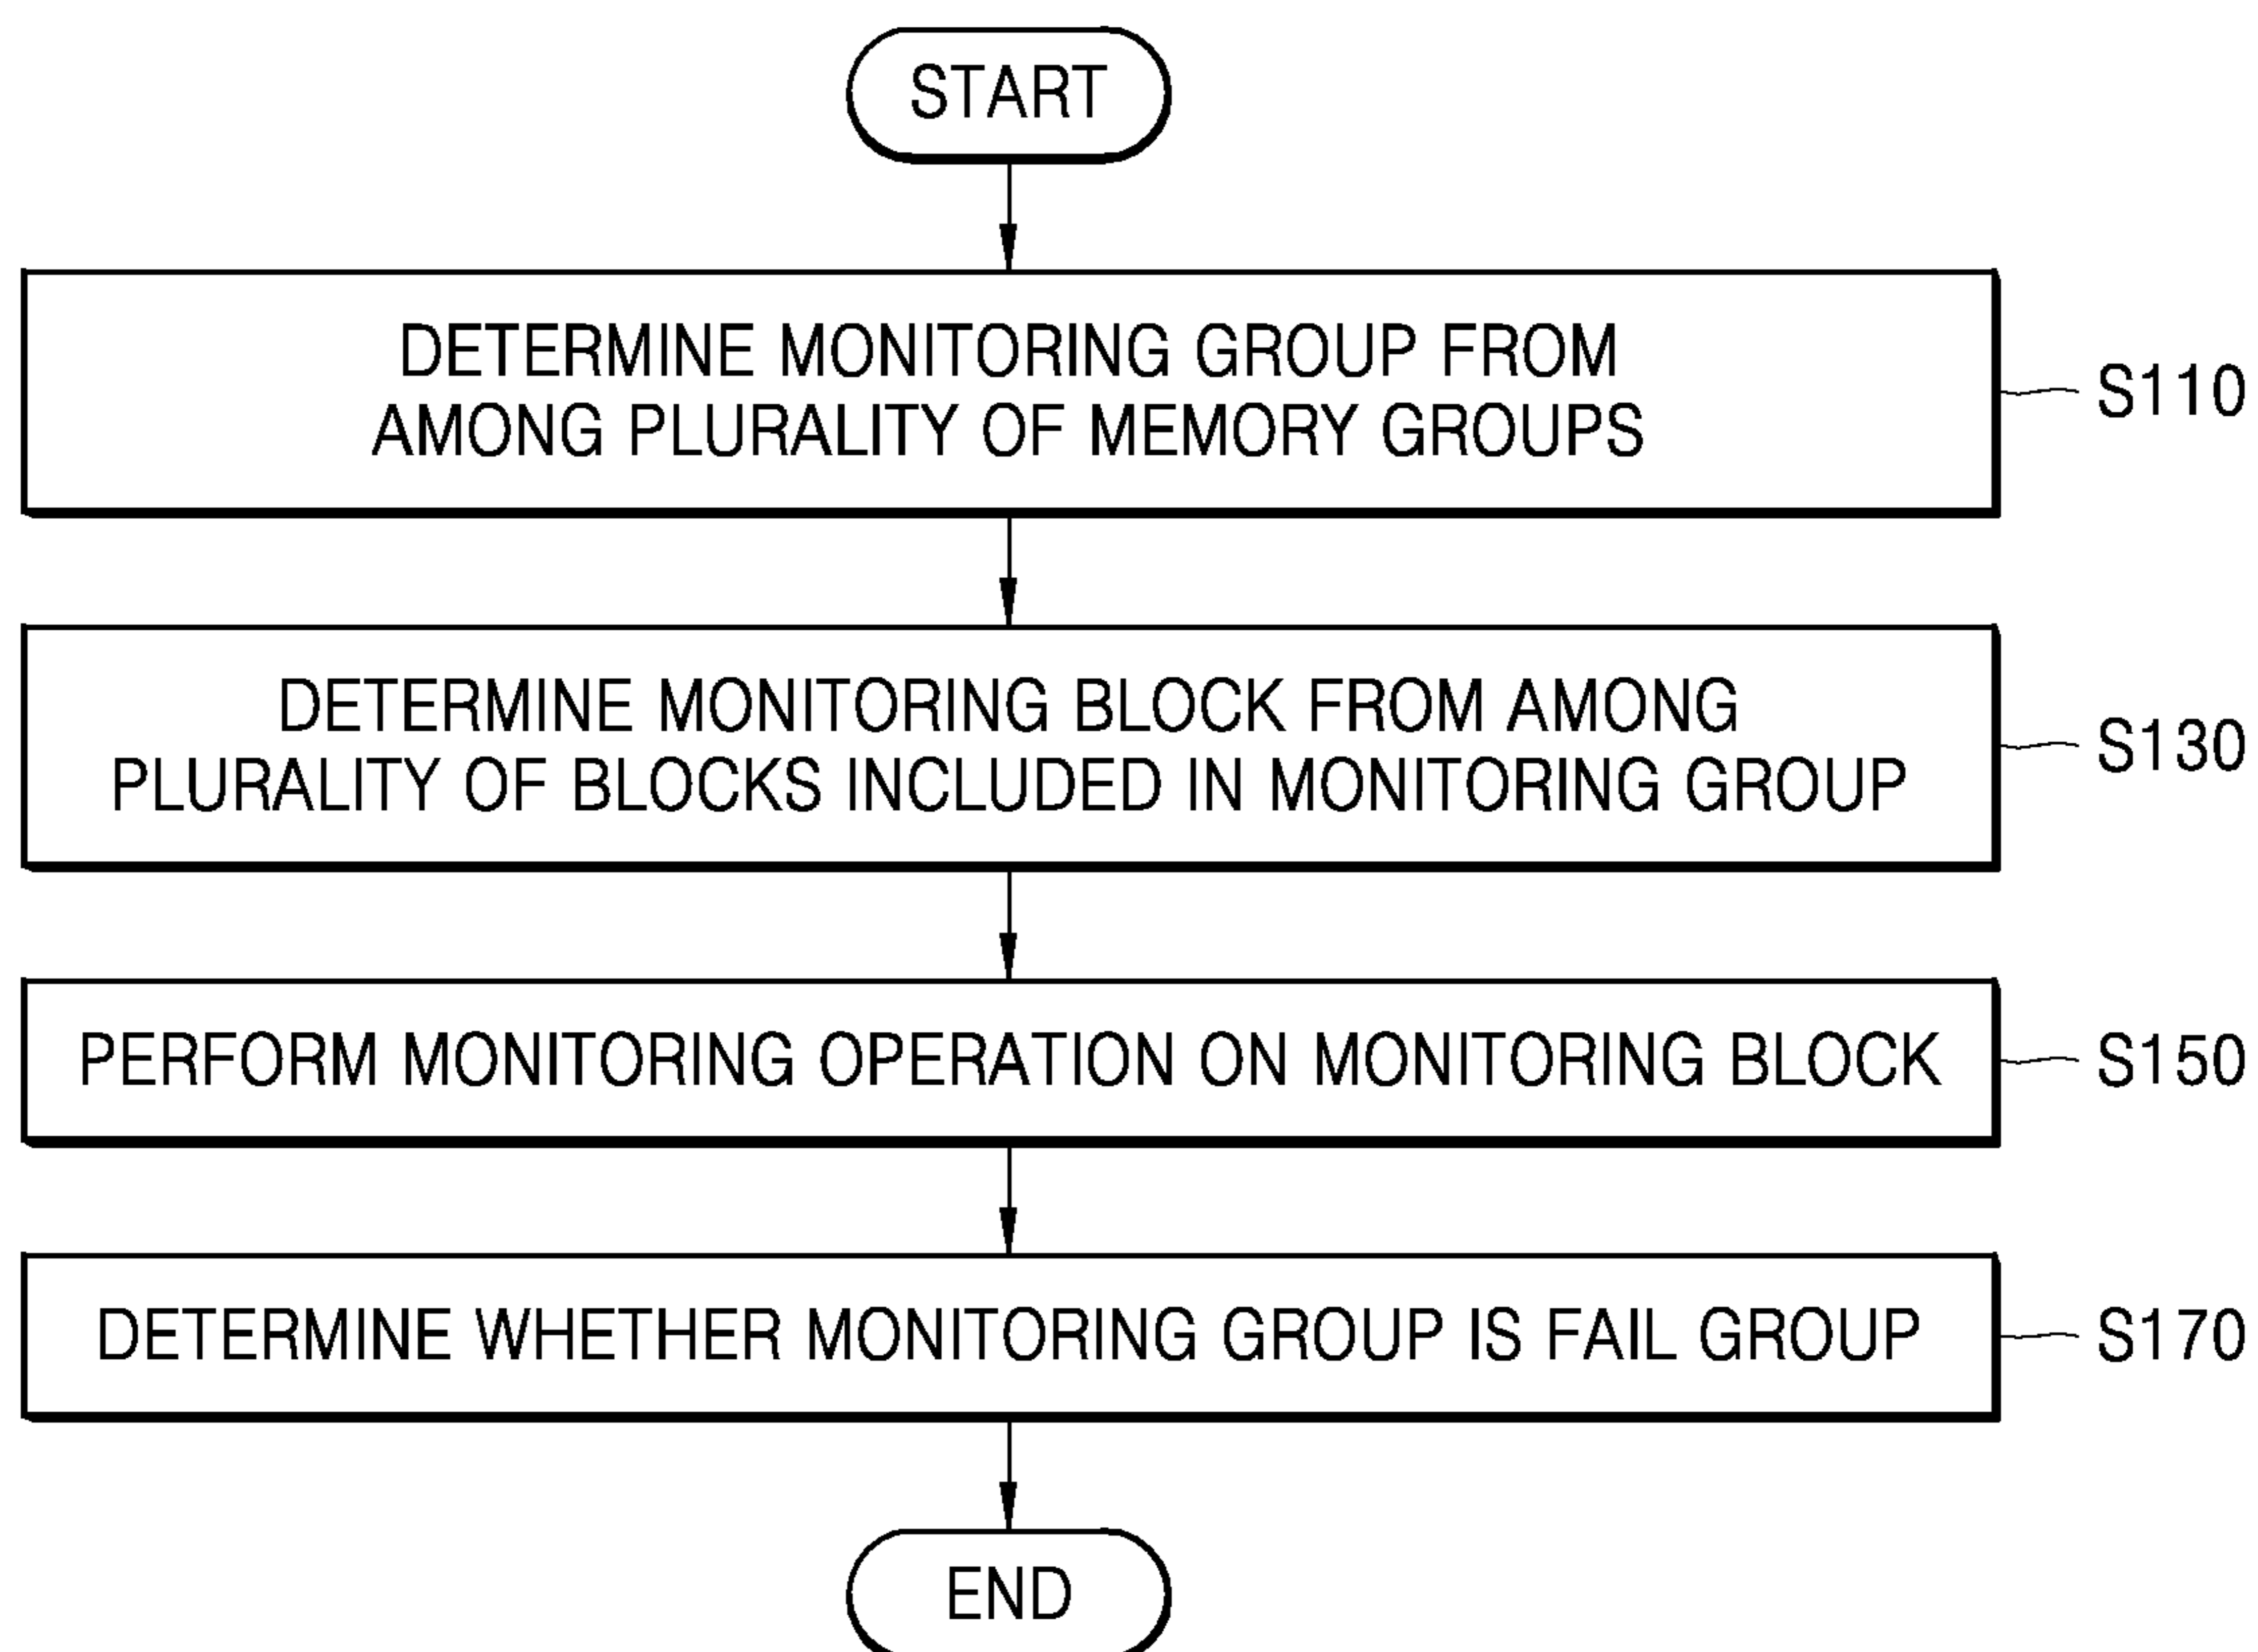 START
DETERMINE MONITORING GROUP FROM
AMONG PLURALITY OF MEMORY GROUPS
S110
DETERMINE MONITORING BLOCK FROM AMONG
PLURALITY OF BLOCKS INCLUDED IN MONITORING GROUP
S130
PERFORM MONITORING OPERATION ON MONITORING BLOCK
S150
DETERMINE WHETHER MONITORING GROUP IS FAIL GROUP
S170
END